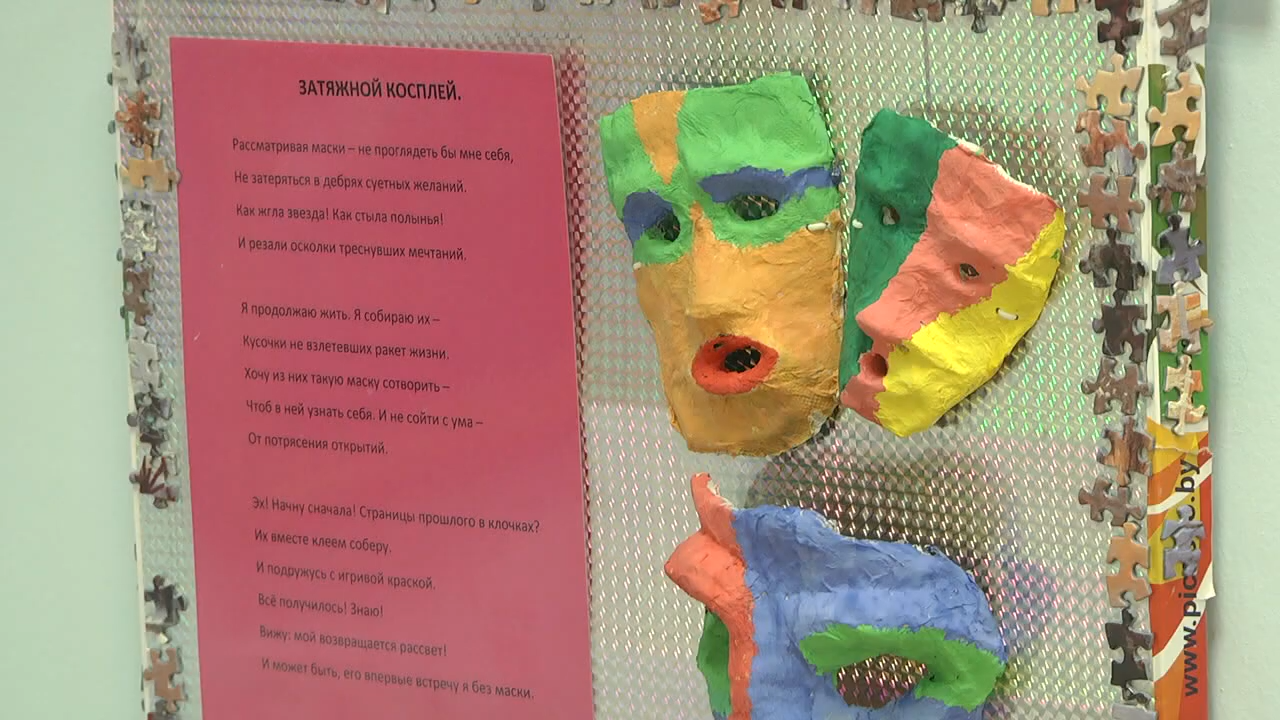 ЗАТЯЖНОЙ КОСПЛЕЙ.
Рассматривая маски – не проглядеть бы мне себя,
Не затеряться в дебрях суетных желаний.
Как жгла звезда! Как стыла полынья!
И резали осколки треснувших мечтаний.
Я продолжаю жить. Я собираю их –
Кусочки не взлетевших ракет жизни.
Хочу из них такую маску сотворить –
Чтоб в ней узнать себя. И не сойти с ума –
От потрясения открытий.
Эх! Начну сначала! Страницы прошлого в клочках?
Их вместе клеем соберу.
И подружусь с игривой краской.
Всё получилось! Знаю!
Вижу: мой возвращается рассвет!
И может быть, его впервые встречу я без маски.
www.pic
.by